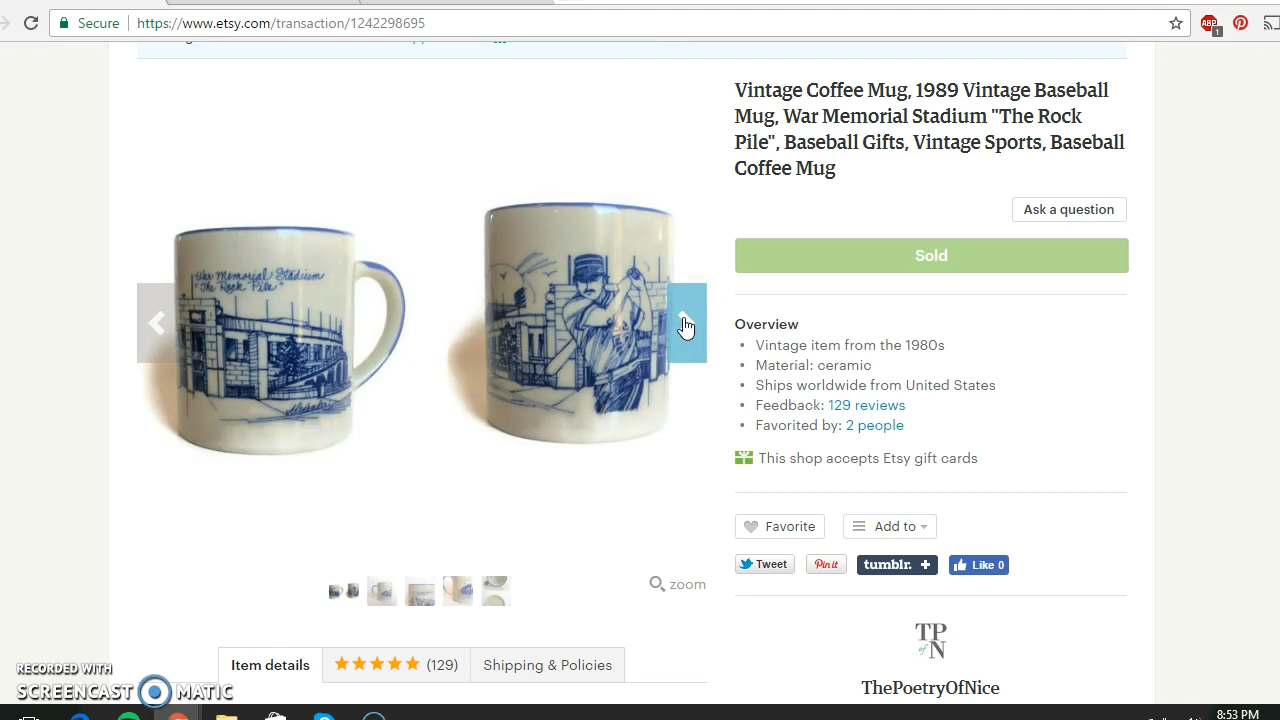 Secure
https://www.etsy.com/transaction/1242298695
ABP
1
Vintage Coffee Mug, 1989 Vintage Baseball
Mug, War Memorial Stadium "The Rock
Pile", Baseball Gifts, Vintage Sports, Baseball
Coffee Mug
Ask a question
Sold
War Memorial Stadium
"The Rock Pile"
Overview
• Vintage item from the 1980s
• Material: ceramic
• Ships worldwide from United States
• Feedback: 129 reviews
• Favorited by: 2 people
This shop accepts Etsy gift cards
Favorite
Add to
Tweet
Pin it
tumblr. +
Like 0
zoom
TP
of N
ThePoetryOfNice
Item details
(129)
Shipping & Policies
RECORDED WITH
SCREENCAST MATIC
8:53 PM